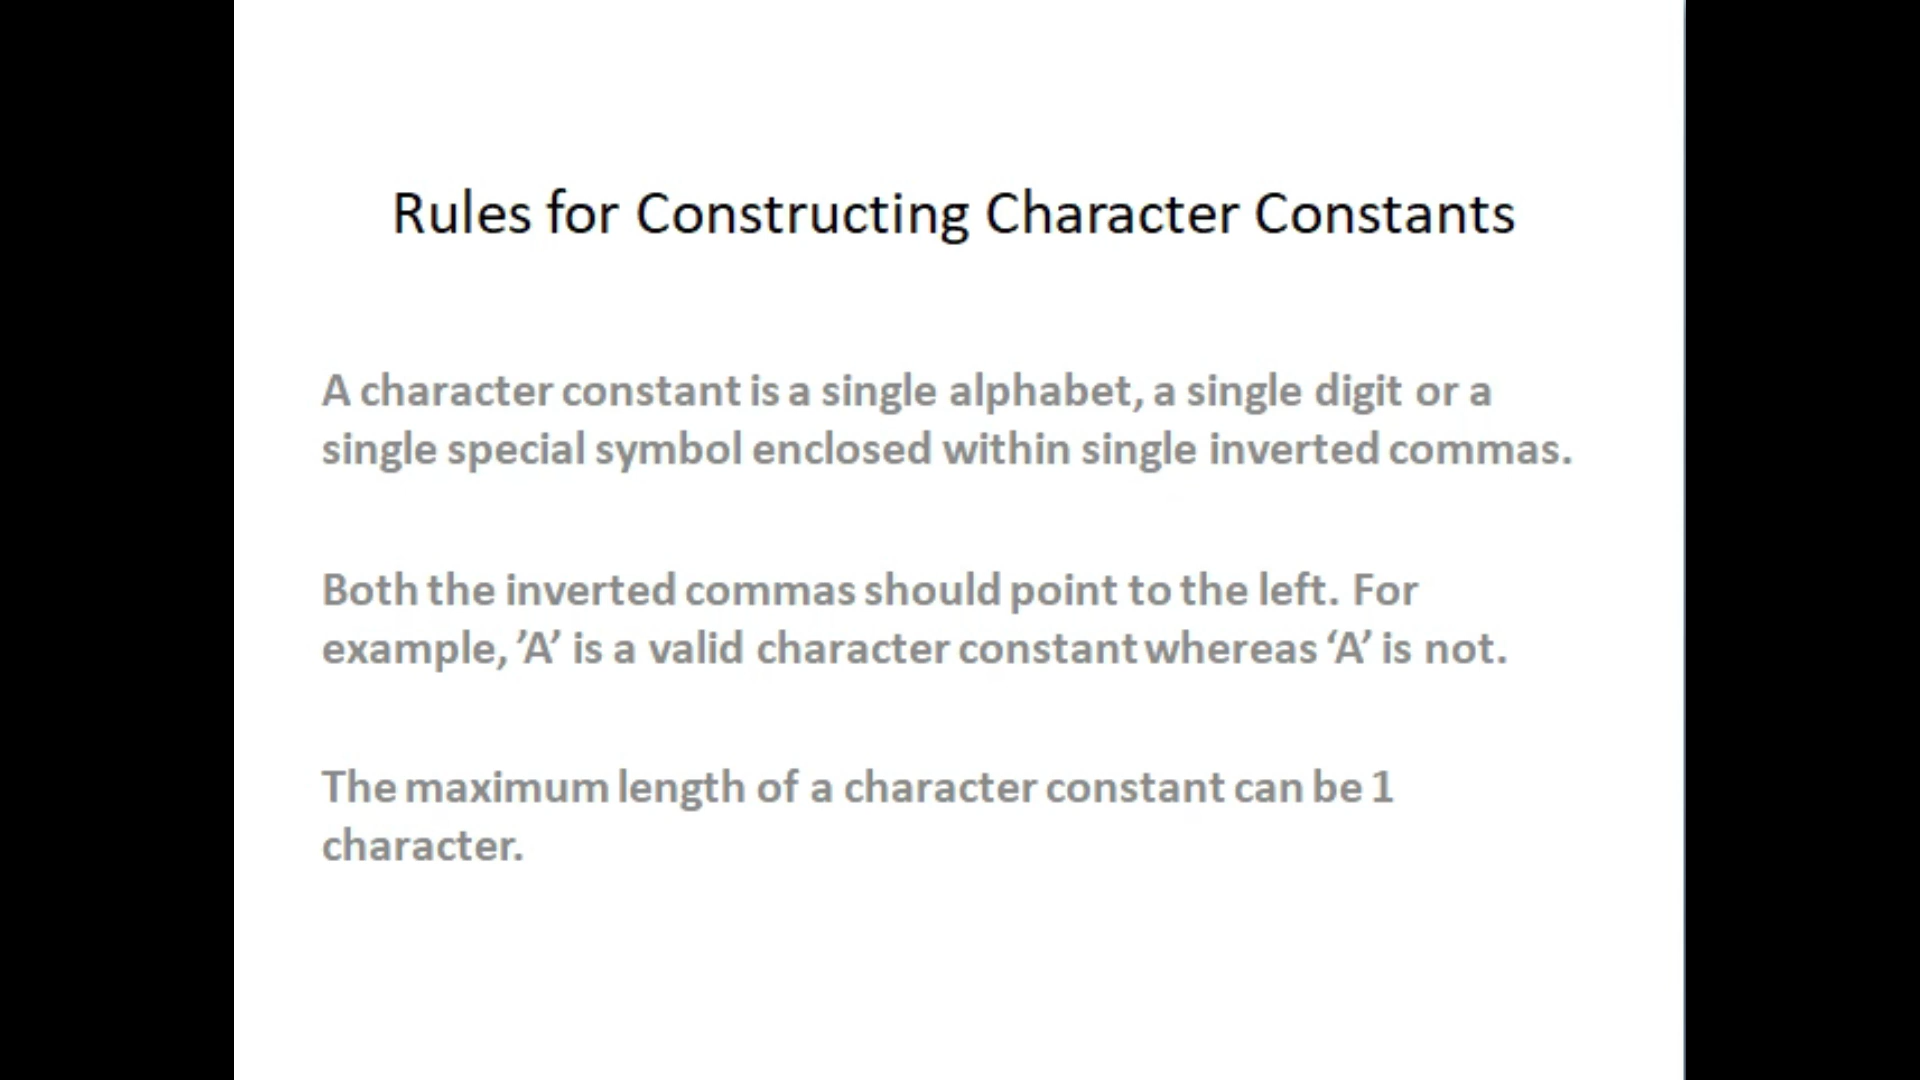 Rules for Constructing Character Constants
A character constant is a single alphabet, a single digit or a
single special symbol enclosed within single inverted commas.
Both the inverted commas should point to the left. For
example, ’A’ is a valid character constant whereas ‘A’ is not.
The maximum length of a character constant can be 1
character.